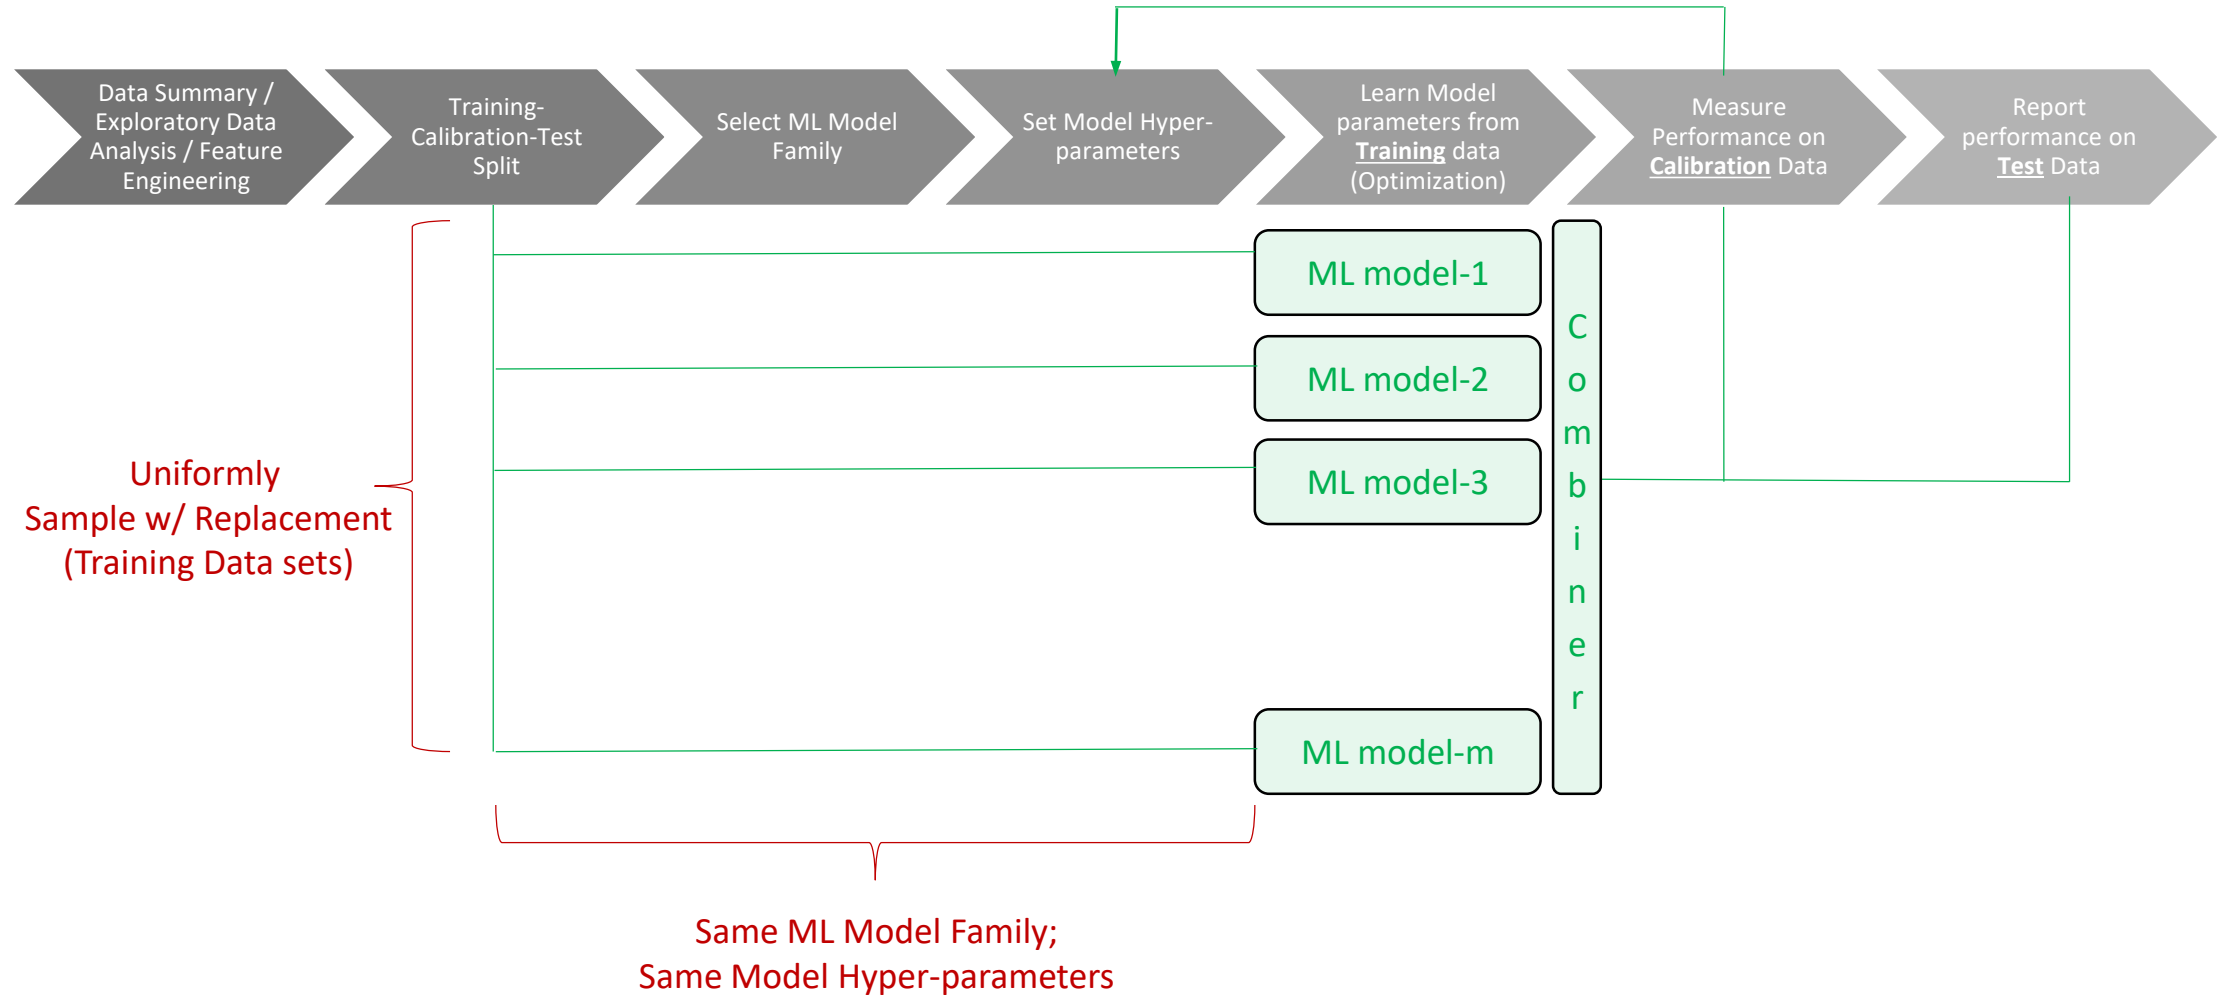 Data Summary /
Exploratory Data
Analysis / Feature
Engineering
Training-
Calibration-Test
Split
Select ML Model
Family
Set Model Hyper-
parameters
Learn Model
parameters from
Training data
(Optimization)
Measure
Performance on
Calibration Data
Report
performance on
Test Data
ML model-1
ML model-2
ML model-3
ML model-m
C
o
m
b
i
n
e
r
Uniformly
Sample w/ Replacement
(Training Data sets)
Same ML Model Family;
Same Model Hyper-parameters